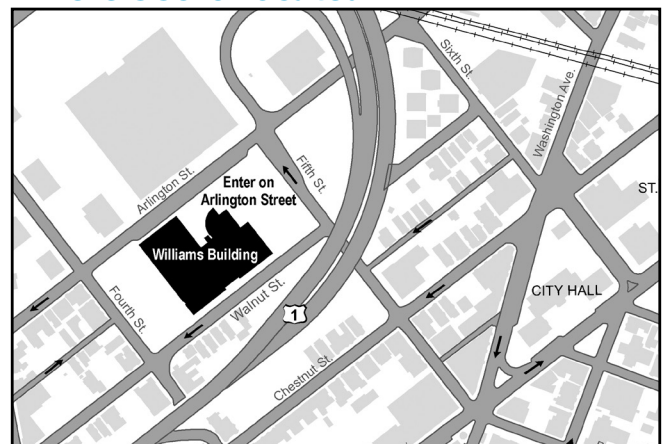 Sixth St.
Washington Ave.
Arlington St.
Fifth St.
Enter on
Arlington Street
ST.
Williams Building
Fourth St.
Walnut St.
1
CITY HALL
Chestnut St.